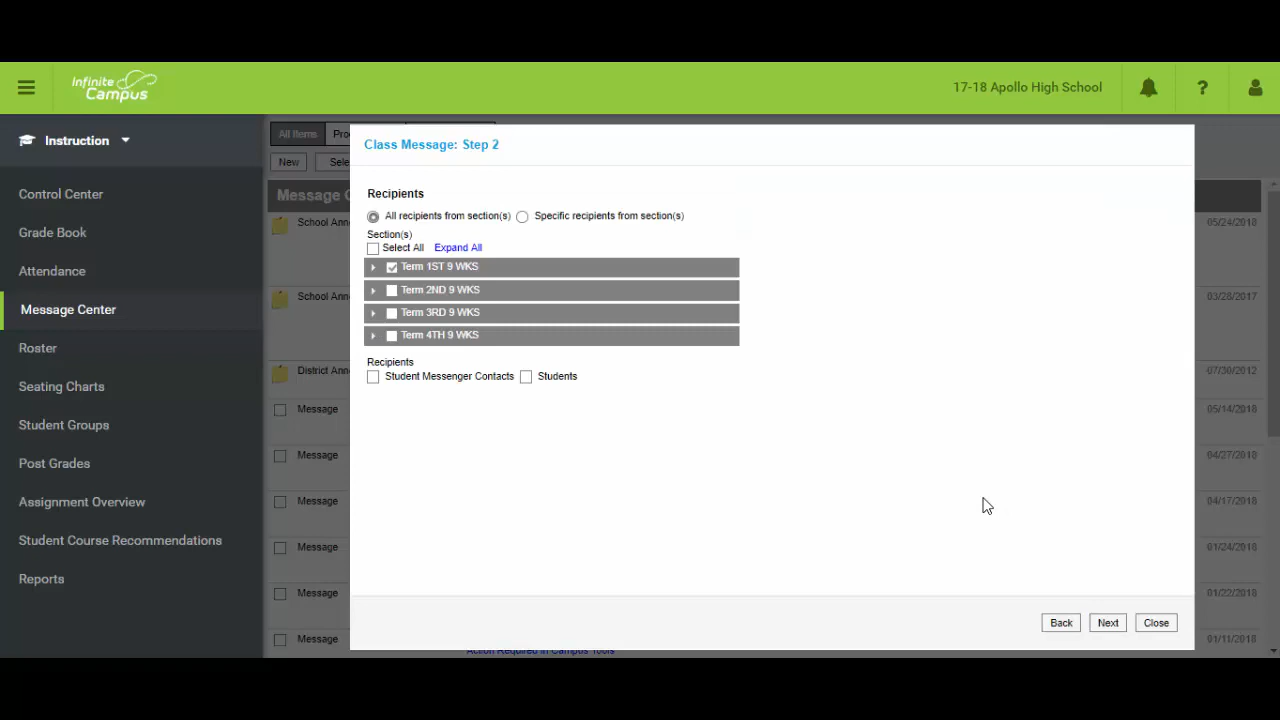 Infinite Campus
17-18 Apollo High School
?
Instruction
Control Center
Grade Book
Attendance
Message Center
Roster
Seating Charts
Student Groups
Post Grades
Assignment Overview
Student Course Recommendations
Reports
All Items
New
School Ann
05/24/2018
School Ann
03/28/2017
District Ann
07/30/2012
Message
05/14/2018
Message
04/27/2018
Message
04/17/2018
Message
01/24/2018
Message
01/22/2018
Message
01/11/2018
Action Required in Campus Tools
Class Message: Step 2
Recipients
All recipients from section(s) Specific recipients from section(s)
Section(s)
Select All Expand All
Term 1ST 9 WKS
Term 2ND 9 WKS
Term 3RD 9 WKS
Term 4TH 9 WKS
Recipients
Student Messenger Contacts Students
Back Next Close